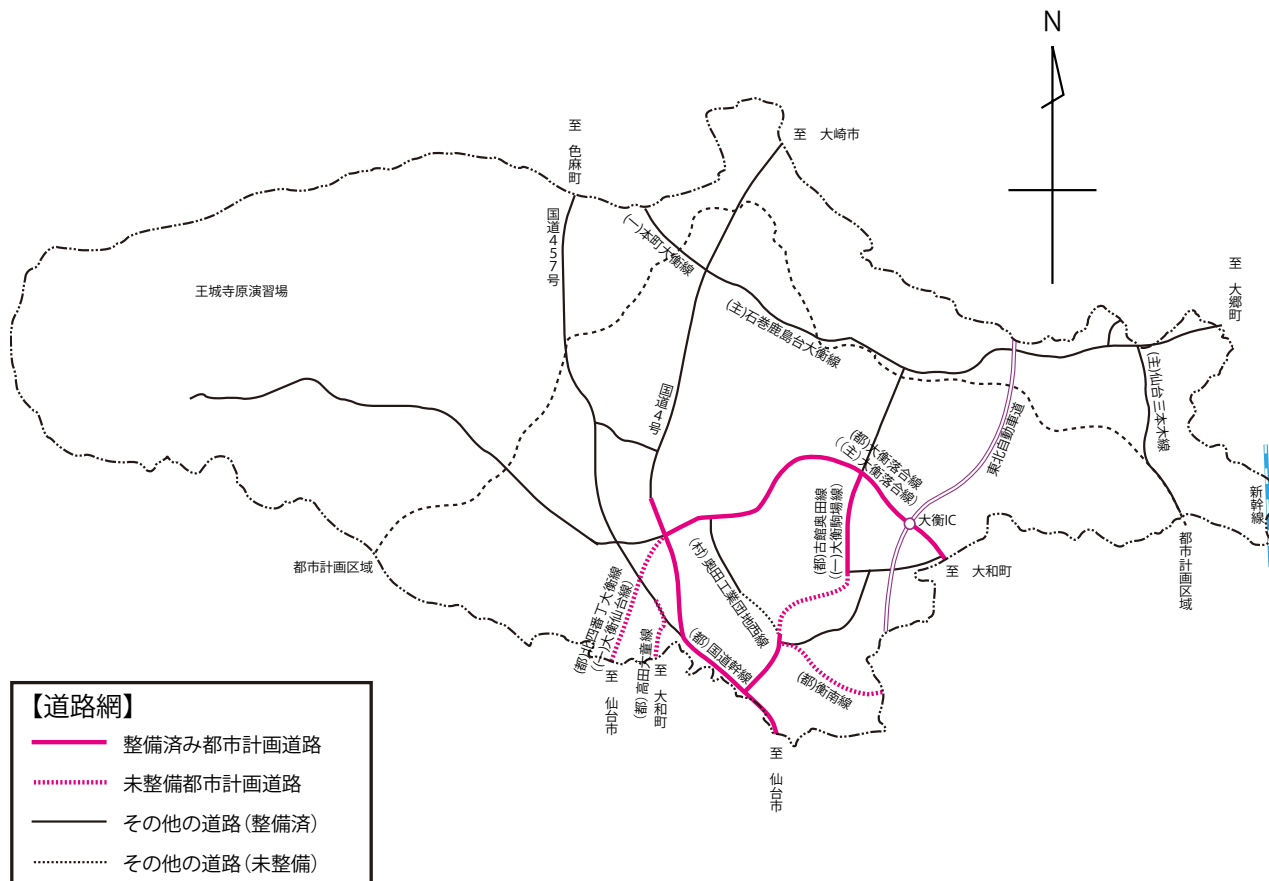 N
至 色麻町
至 大崎市
国道457号
(一)本町大衡線
至 大郷町
王城寺原演習場
(主)石巻鹿島台大衡線
(主)仙台三本木線
国道4号
東北自動車道
(都)大衡落合線
((主)大衡落合線)
新幹線
大衡IC
(都)古館奥田線
((一)大衡駒場線)
都市計画区域
(村)奥田工業団地西線
都市計画区域
至 大和町
(都)北四番丁大衡線
((一)大衡仙台線)
(都)高田大童線
(都)国道幹線
(都)衡南線
至 仙台市
至 大和町
至 仙台市
【道路網】
整備済み都市計画道路
未整備都市計画道路
その他の道路(整備済)
その他の道路(未整備)